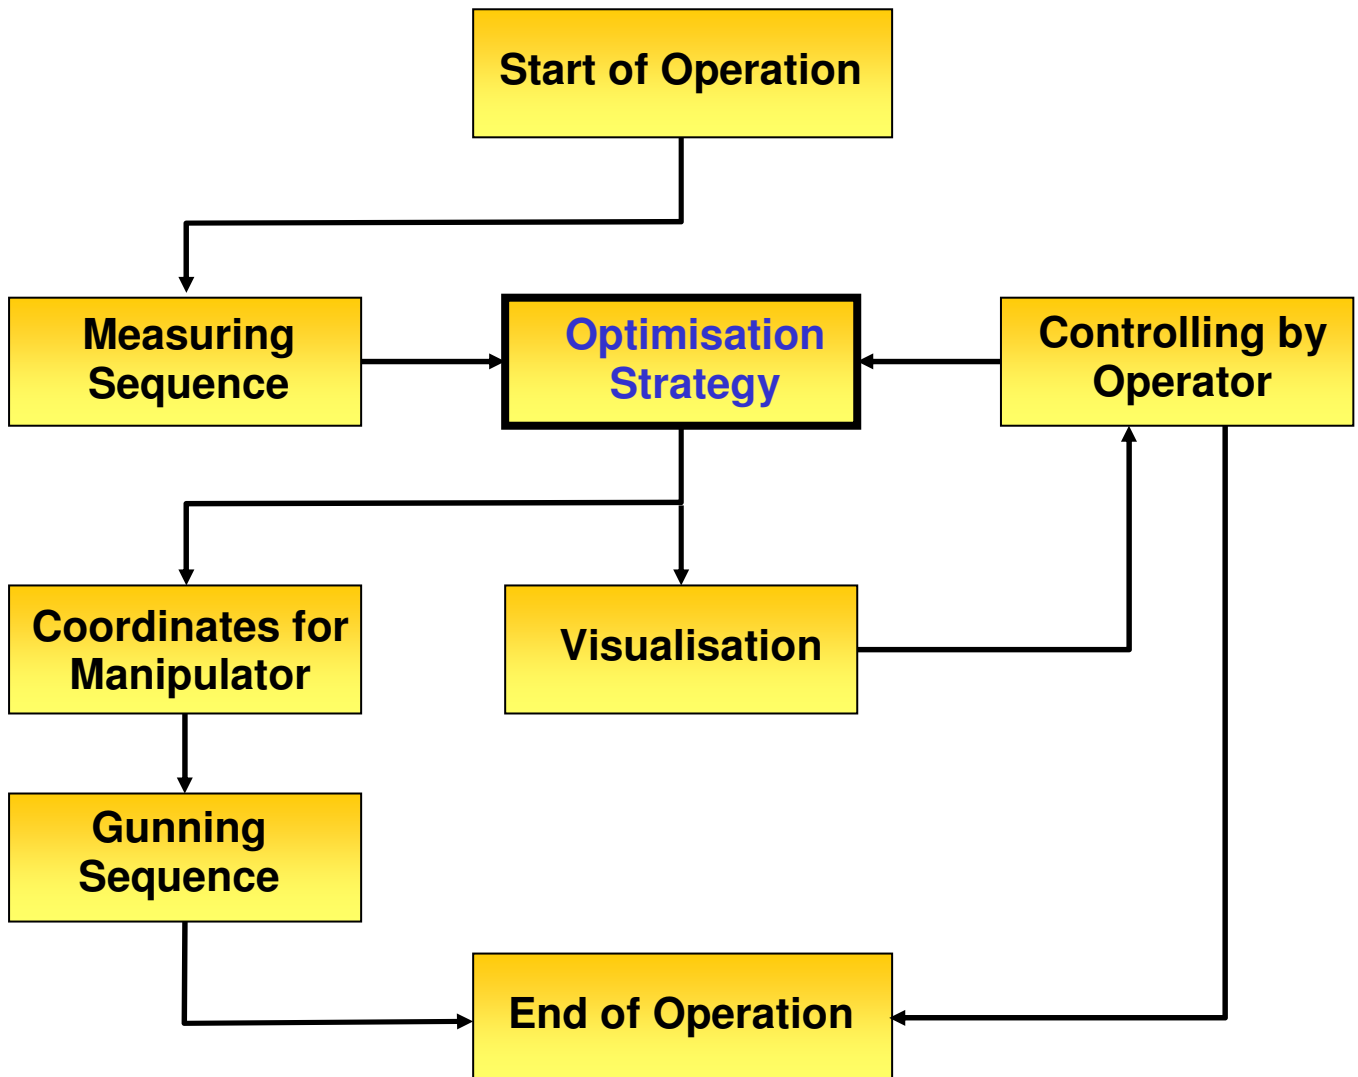 Start of Operation
Measuring
Sequence
Optimisation
Strategy
Controlling by
Operator
Coordinates for
Manipulator
Visualisation
Gunning
Sequence
End of Operation